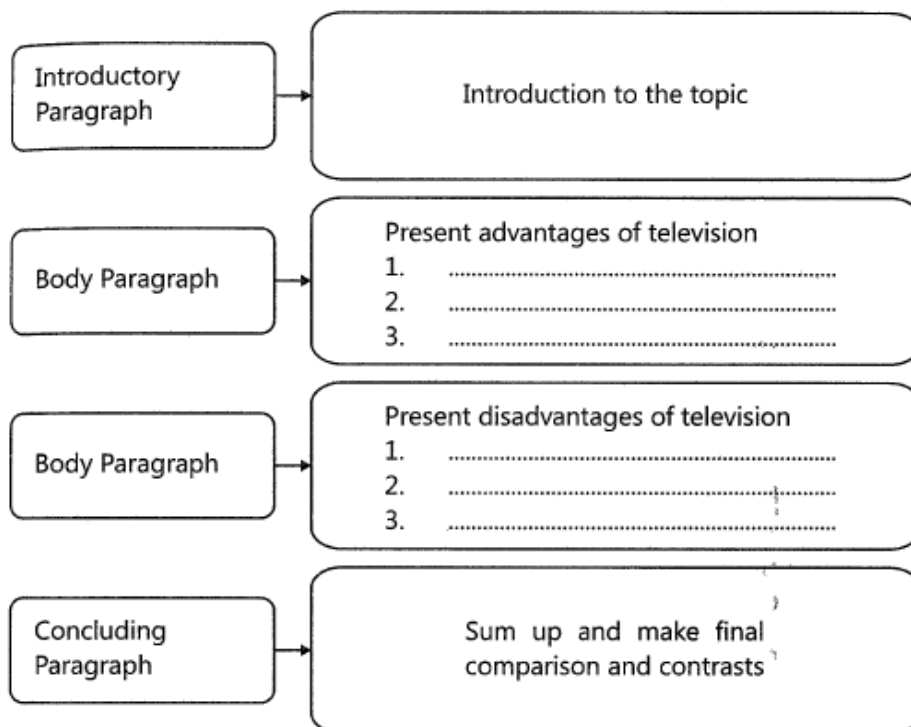 Introductory
Paragraph
Introduction to the topic
Body Paragraph
Present advantages of television
1. ........................................................
2. ........................................................
3. ........................................................
Body Paragraph
Present disadvantages of television
1. ........................................................
2. ........................................................
3. ........................................................
Concluding
Paragraph
Sum up and make final
comparison and contrasts